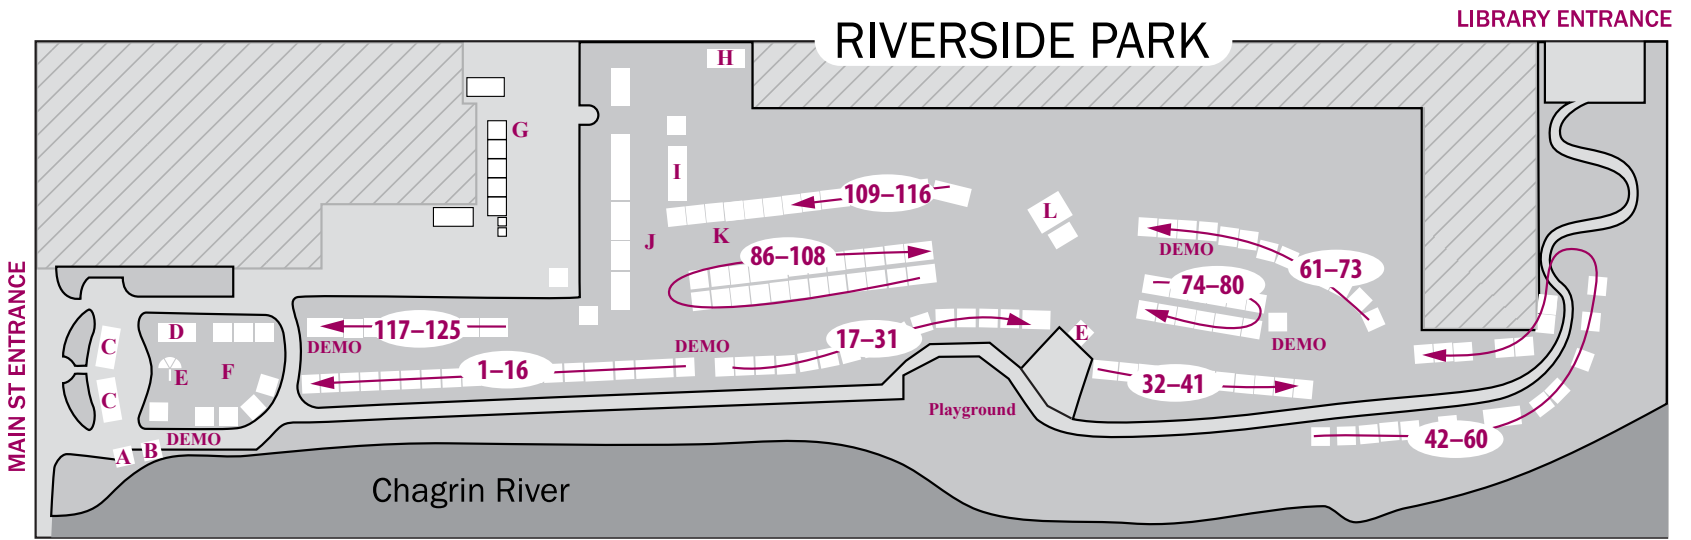 LIBRARY ENTRANCE
RIVERSIDE PARK
H
G
I
109–116
L
J
K
86–108
DEMO
61–73
74–80
MAIN ST ENTRANCE
D
117–125
17–31
E
C
DEMO
DEMO
DEMO
E
F
1–16
32–41
C
Playground
DEMO
42–60
A
B
Chagrin River